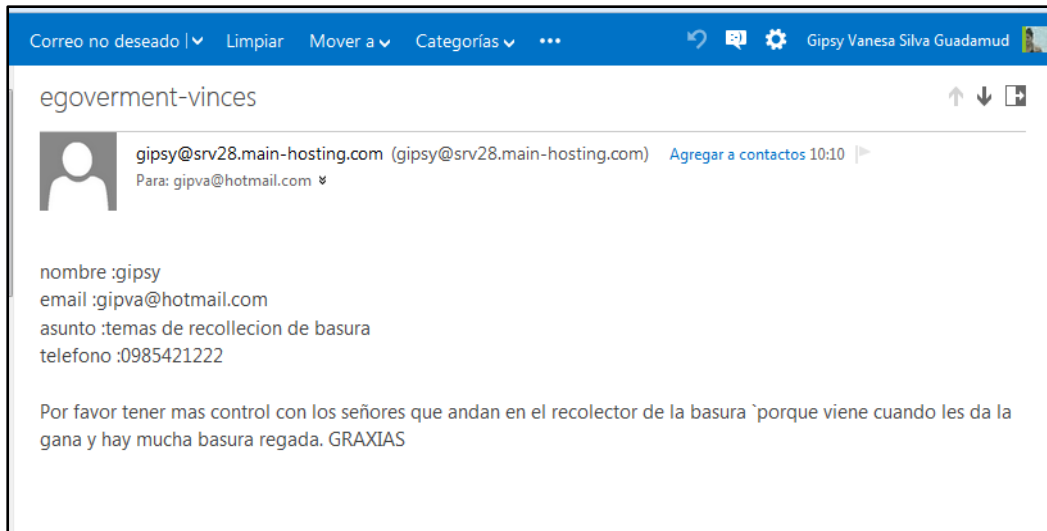 Correo no deseado | Limpiar Mover a Categorías ••• Gipsy Vanesa Silva Guadamud
egoverment-vinces
gipsy@srv28.main-hosting.com (gipsy@srv28.main-hosting.com) Agregar a contactos 10:10
Para: gipva@hotmail.com
nombre :gipsy
email :gipva@hotmail.com
asunto :temas de recollecion de basura
telefono :0985421222
Por favor tener mas control con los señores que andan en el recolector de la basura `porque viene cuando les da la
gana y hay mucha basura regada. GRAXIAS